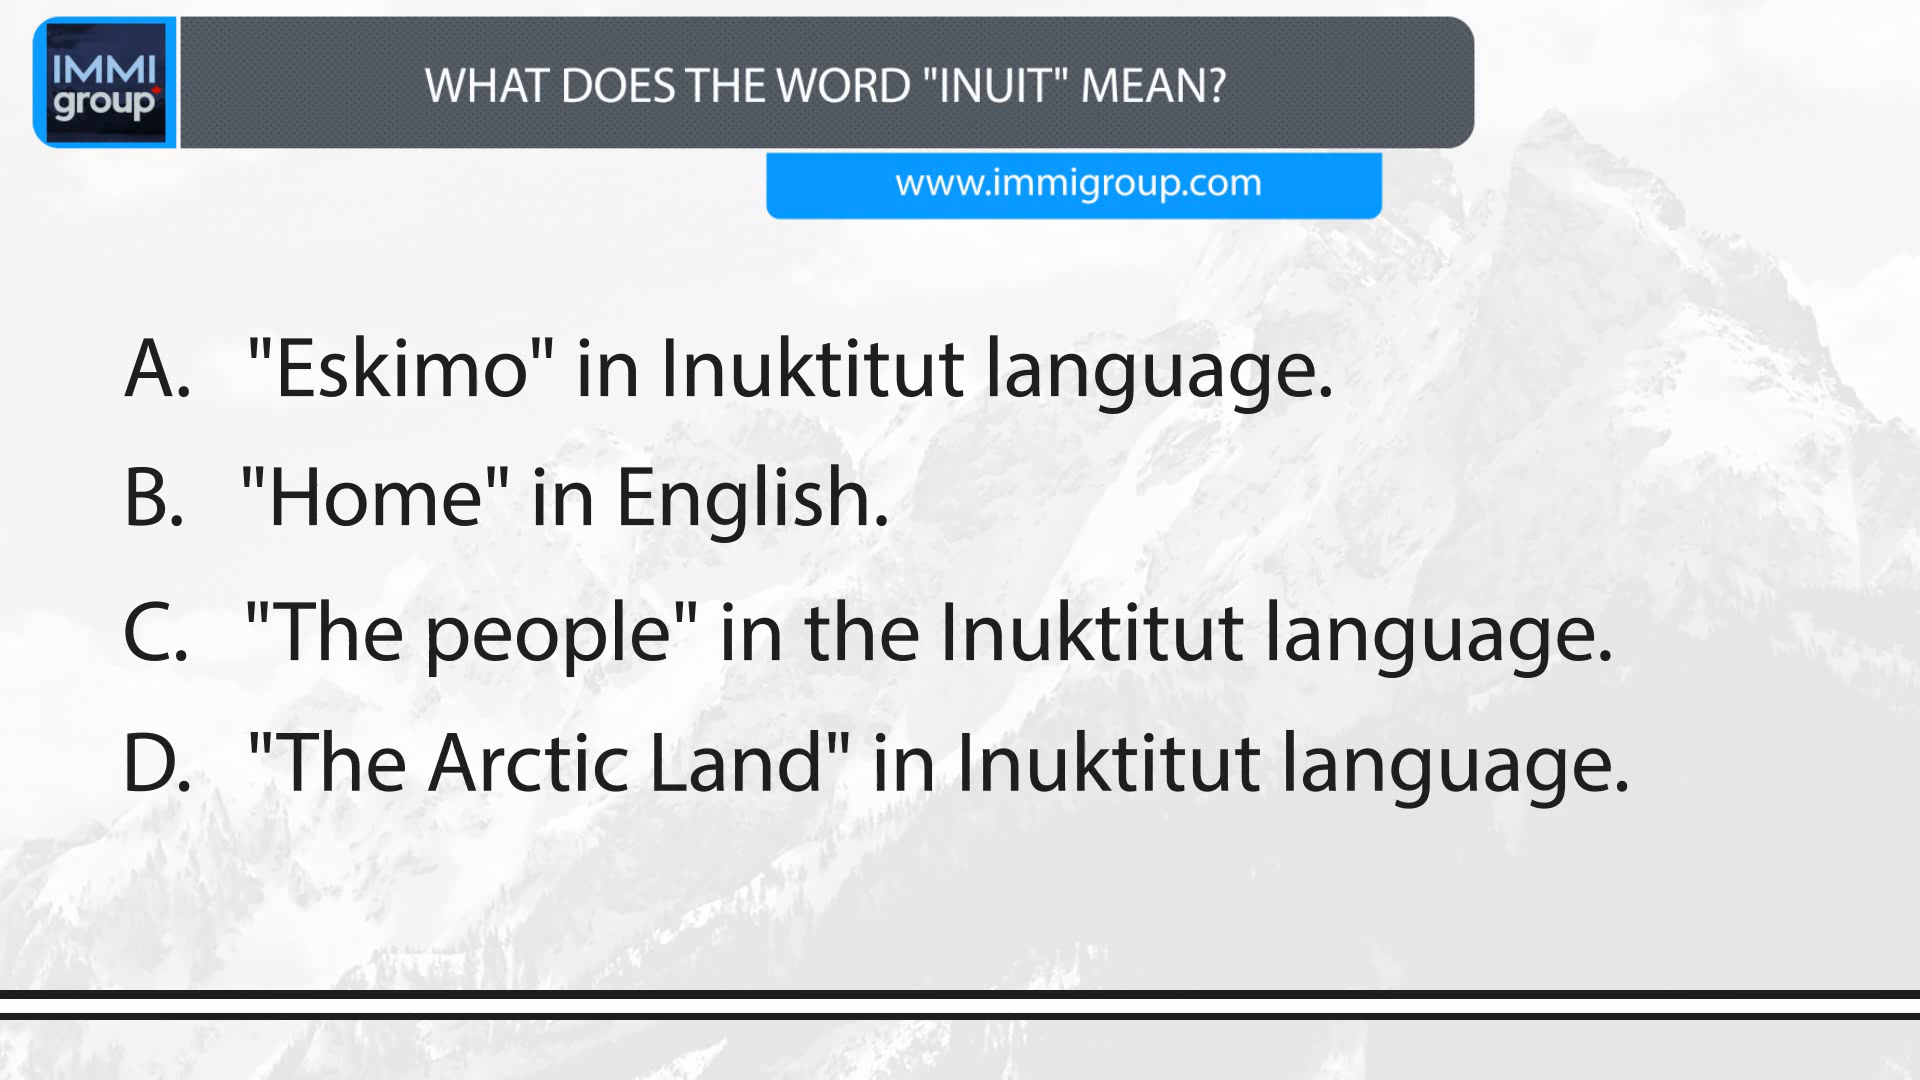 IMMI
group
WHAT DOES THE WORD "INUIT" MEAN?
www.immigroup.com
A. "Eskimo" in Inuktitut language.
B. "Home" in English.
C. "The people" in the Inuktitut language.
D. "The Arctic Land" in Inuktitut language.